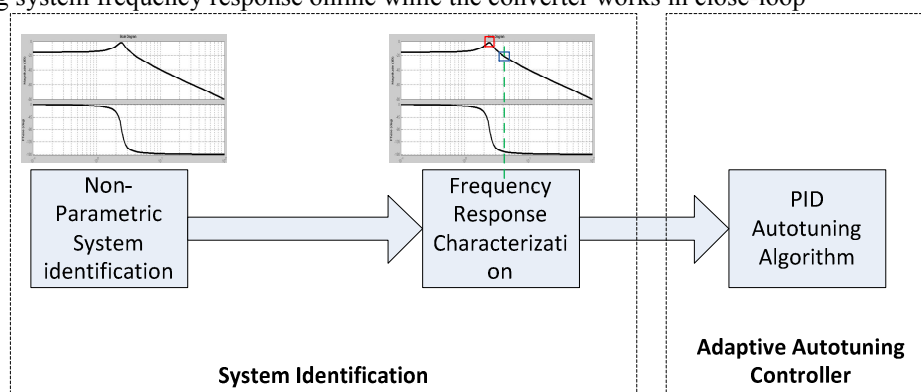 g system frequency response online while the converter works in close-loop
Non-
Parametric
System
identification
Frequency
Response
Characterizati
on
PID
Autotuning
Algorithm
System Identification
Adaptive Autotuning
Controller